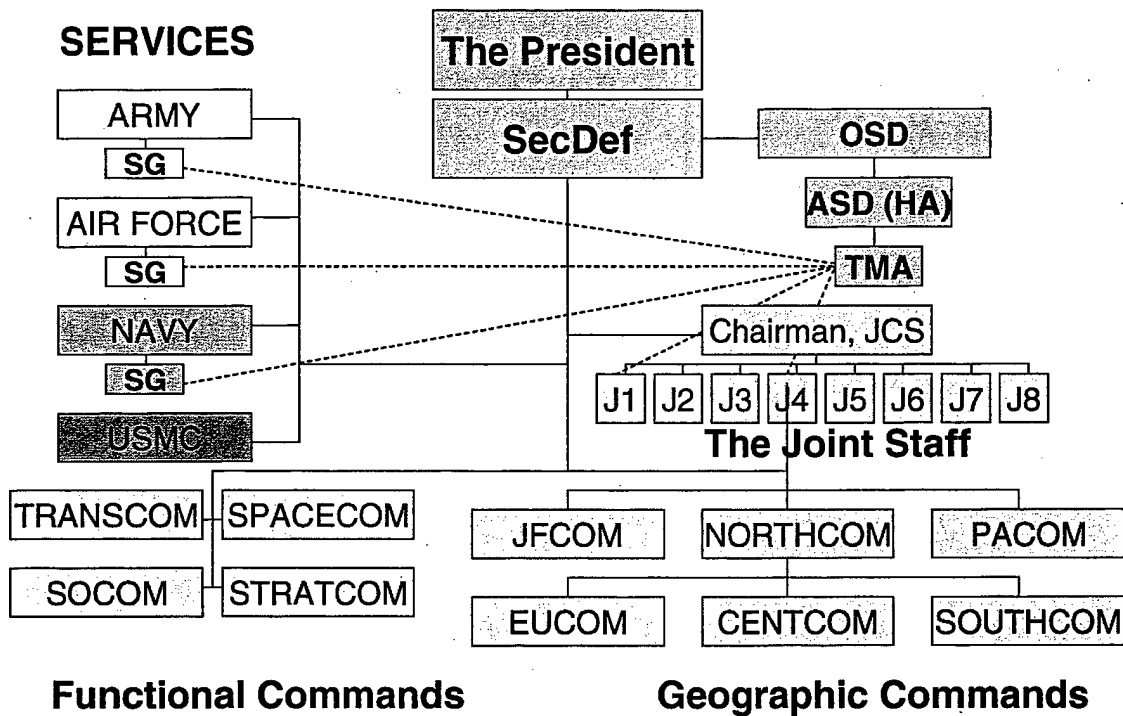 SERVICES
The President
ARMY
SecDef
OSD
SG
ASD (HA)
AIR FORCE
SG
TMA
NAVY
Chairman, JCS
SG
J1 J2 J3 J4 J5 J6 J7 J8
USMC
The Joint Staff
TRANSCOM SPACECOM
JFCOM NORTHCOM PACOM
SOCOM STRATCOM
EUCOM CENTCOM SOUTHCOM
Functional Commands
Geographic Commands